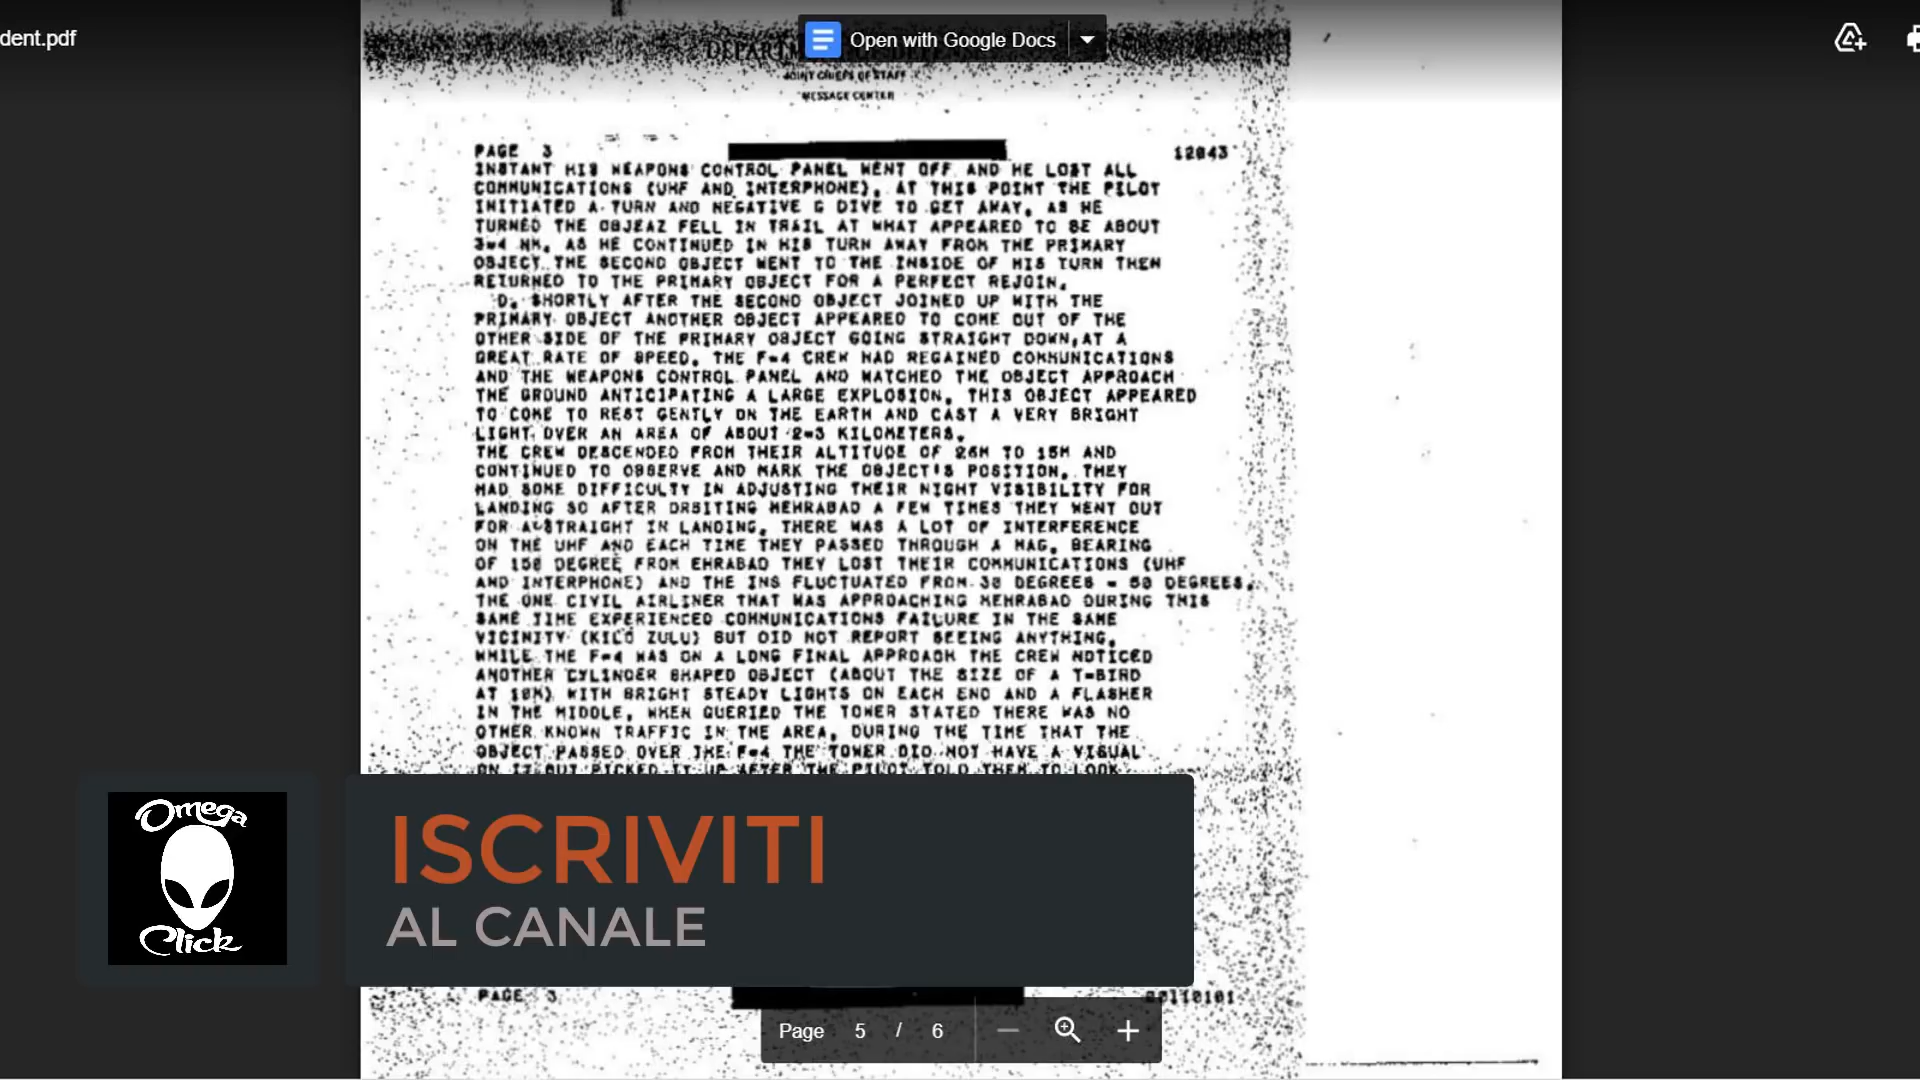 dent.pdf
Open with Google Docs
JOINT CHIEFS OF STAFF
MESSAGE CENTER
PAGE 3 12843
INSTANT HIS WEAPONS CONTROL PANEL WENT OFF AND HE LOST ALL
COMMUNICATIONS (UHF AND INTERPHONE). AT THIS POINT THE PILOT
INITIATED A TURN AND NEGATIVE G DIVE TO GET AWAY. AS HE
TURNED THE OBJEAZ FELL IN TRAIL AT WHAT APPEARED TO BE ABOUT
3-4 NM. AS HE CONTINUED IN HIS TURN AWAY FROM THE PRIMARY
OBJECT THE SECOND OBJECT WENT TO THE INSIDE OF HIS TURN THEN
RETURNED TO THE PRIMARY OBJECT FOR A PERFECT REJOIN.
D. SHORTLY AFTER THE SECOND OBJECT JOINED UP WITH THE
PRIMARY OBJECT ANOTHER OBJECT APPEARED TO COME OUT OF THE
OTHER SIDE OF THE PRIMARY OBJECT GOING STRAIGHT DOWN, AT A
GREAT RATE OF SPEED. THE F-4 CREW HAD REGAINED COMMUNICATIONS
AND THE WEAPONS CONTROL PANEL AND WATCHED THE OBJECT APPROACH
THE GROUND ANTICIPATING A LARGE EXPLOSION. THIS OBJECT APPEARED
TO COME TO REST GENTLY ON THE EARTH AND CAST A VERY BRIGHT
LIGHT OVER AN AREA OF ABOUT 2-3 KILOMETERS.
THE CREW DESCENDED FROM THEIR ALTITUDE OF 26M TO 15M AND
CONTINUED TO OBSERVE AND MARK THE OBJECT'S POSITION. THEY
HAD SOME DIFFICULTY IN ADJUSTING THEIR NIGHT VISIBILITY FOR
LANDING SO AFTER ORBITING MEHRABAD A FEW TIMES THEY WENT OUT
FOR A STRAIGHT IN LANDING. THERE WAS A LOT OF INTERFERENCE
ON THE UHF AND EACH TIME THEY PASSED THROUGH A MAG. BEARING
OF 150 DEGREE FROM EHRABAD THEY LOST THEIR COMMUNICATIONS (UHF
AND INTERPHONE) AND THE INS FLUCTUATED FROM 30 DEGREES - 50 DEGREES.
THE ONE CIVIL AIRLINER THAT WAS APPROACHING MEHRABAD DURING THIS
SAME TIME EXPERIENCED COMMUNICATIONS FAILURE IN THE SAME
VICINITY (KILO ZULU) BUT DID NOT REPORT SEEING ANYTHING.
WHILE THE F-4 WAS ON A LONG FINAL APPROACH THE CREW NOTICED
ANOTHER CYLINDER SHAPED OBJECT (ABOUT THE SIZE OF A T-BIRD
AT 10M) WITH BRIGHT STEADY LIGHTS ON EACH END AND A FLASHER
IN THE MIDDLE. WHEN QUERIED THE TOWER STATED THERE WAS NO
OTHER KNOWN TRAFFIC IN THE AREA. DURING THE TIME THAT THE
OBJECT PASSED OVER THE F-4 THE TOWER DID NOT HAVE A VISUAL
ON IT BUT PICKED IT UP AFTER THE PILOT TOLD THEM TO LOOK
Omega
Click
ISCRIVITI
AL CANALE
PAGE 3
Page 5 / 6